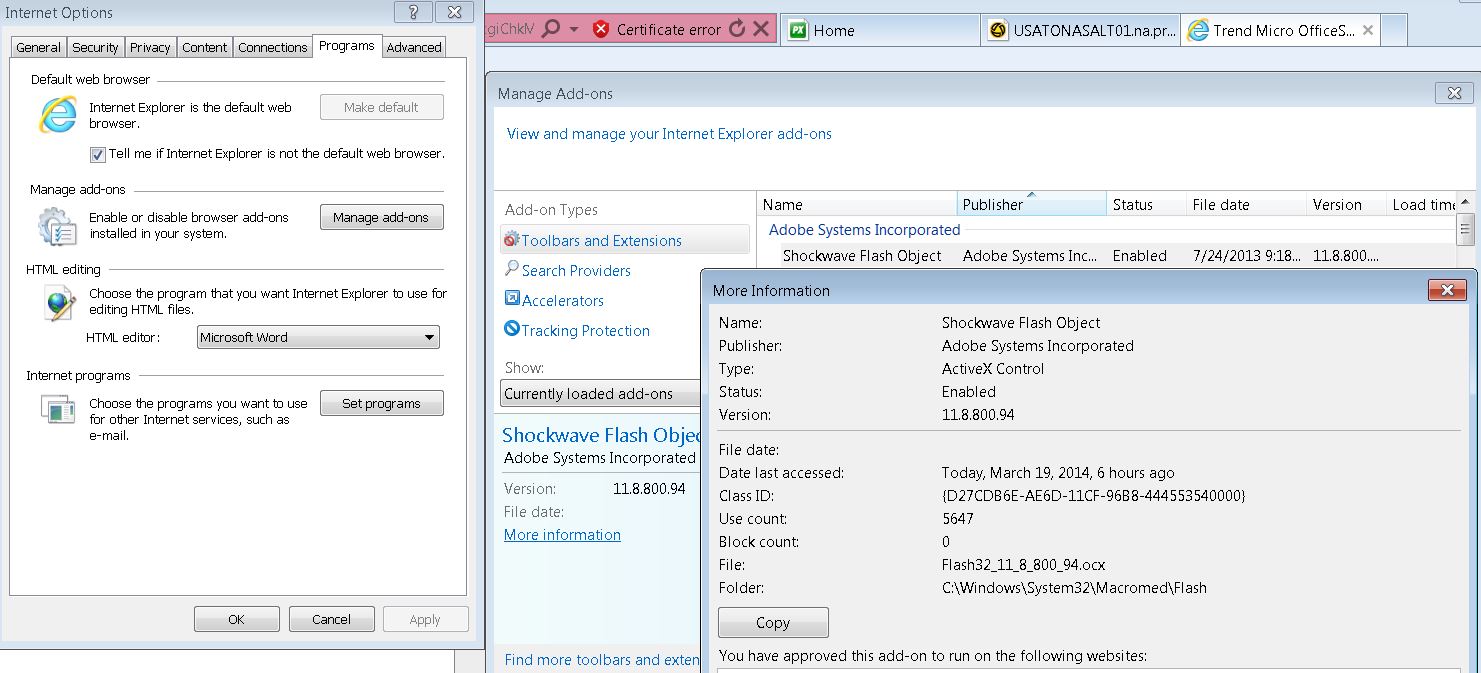 Internet Options
General Security Privacy Content Connections Programs Advanced
Default web browser
Internet Explorer is the default web
browser.
Make default
Tell me if Internet Explorer is not the default web browser.
Manage add-ons
Enable or disable browser add-ons
installed in your system.
Manage add-ons
HTML editing
Choose the program that you want Internet Explorer to use for
editing HTML files.
HTML editor:
Microsoft Word
Internet programs
Choose the programs you want to use
for other Internet services, such as
e-mail.
Set programs
OK
Cancel
Apply
Certificate error
Home
USATONASALT01.na.pr...
Trend Micro OfficeS...
Manage Add-ons
View and manage your Internet Explorer add-ons
Add-on Types
Toolbars and Extensions
Search Providers
Accelerators
Tracking Protection
Show:
Currently loaded add-ons
Name Publisher Status File date Version Load time
Adobe Systems Incorporated
Shockwave Flash Object Adobe Systems Inc... Enabled 7/24/2013 9:18... 11.8.800....
Shockwave Flash Objec
Adobe Systems Incorporated
Version: 11.8.800.94
File date:
More information
Find more toolbars and exten
More Information
Name: Shockwave Flash Object
Publisher: Adobe Systems Incorporated
Type: ActiveX Control
Status: Enabled
Version: 11.8.800.94
File date:
Date last accessed: Today, March 19, 2014, 6 hours ago
Class ID: {D27CDB6E-AE6D-11CF-96B8-444553540000}
Use count: 5647
Block count: 0
File: Flash32_11_8_800_94.ocx
Folder: C:\Windows\System32\Macromed\Flash
Copy
You have approved this add-on to run on the following websites: